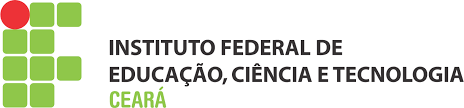 INSTITUTO FEDERAL DE
EDUCAÇÃO, CIÊNCIA E TECNOLOGIA
CEARÁ